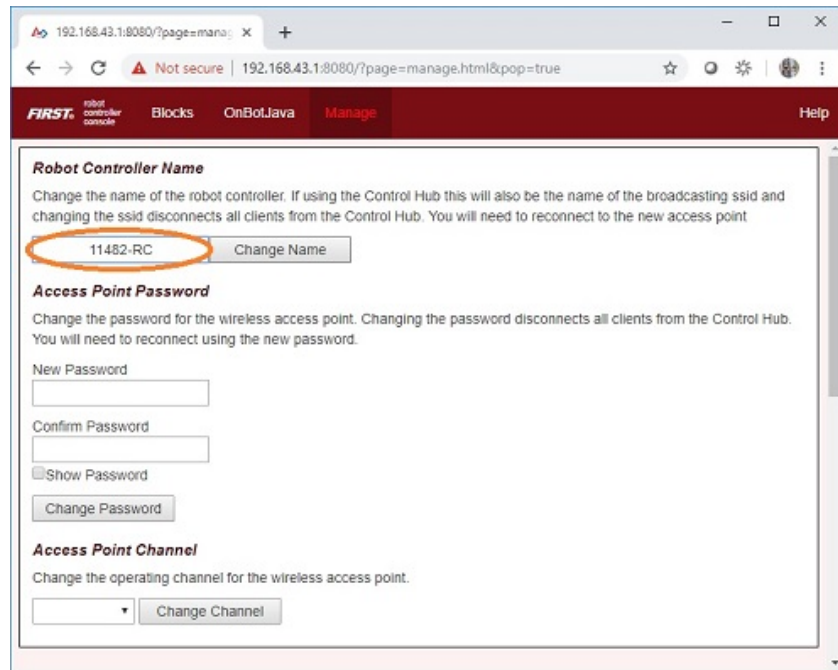 192.168.43.1:8080/?page=mana
Not secure | 192.168.43.1:8080/?page=manage.html&pop=true
FIRST. robot controller console Blocks OnBotJava Manage Help
Robot Controller Name
Change the name of the robot controller. If using the Control Hub this will also be the name of the broadcasting ssid and
changing the ssid disconnects all clients from the Control Hub. You will need to reconnect to the new access point
11482-RC Change Name
Access Point Password
Change the password for the wireless access point. Changing the password disconnects all clients from the Control Hub.
You will need to reconnect using the new password.
New Password
Confirm Password
Show Password
Change Password
Access Point Channel
Change the operating channel for the wireless access point.
Change Channel